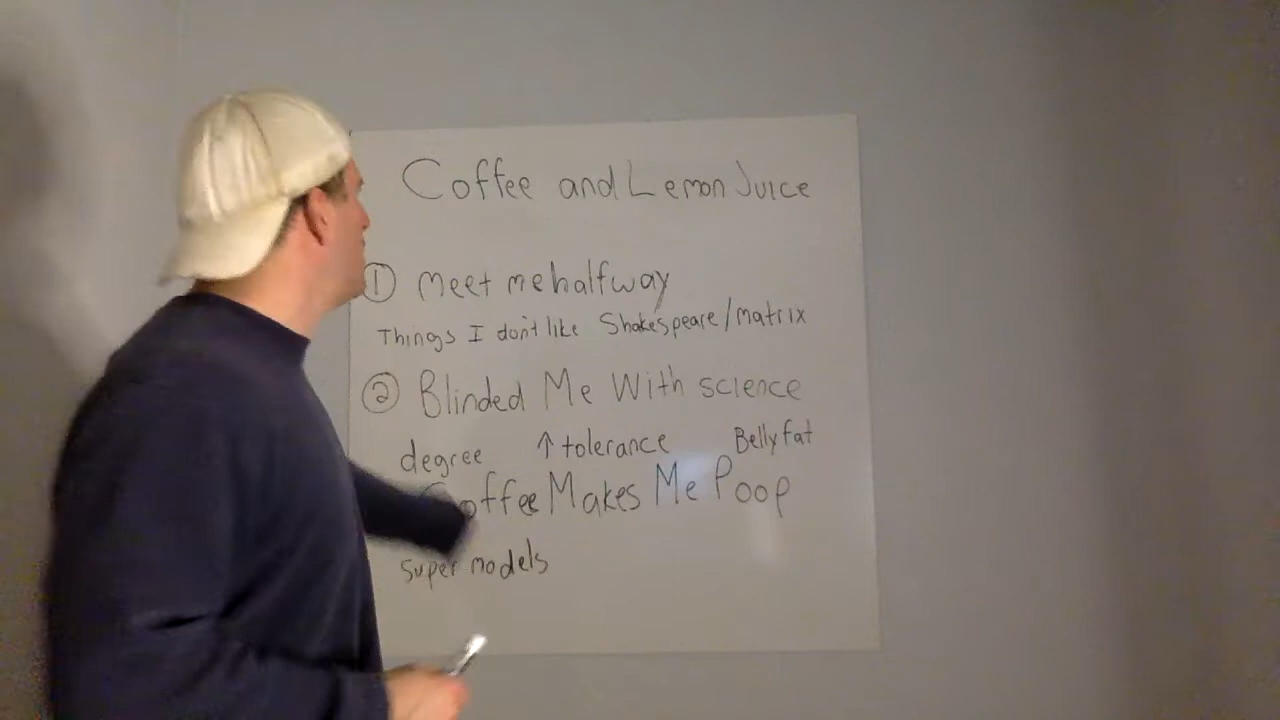 Coffee and Lemon Juice
① Meet me halfway
Things I don't like Shakespeare/matrix
② Blinded Me With science
degree ↑ tolerance Belly fat
Coffee Makes Me Poop
super models